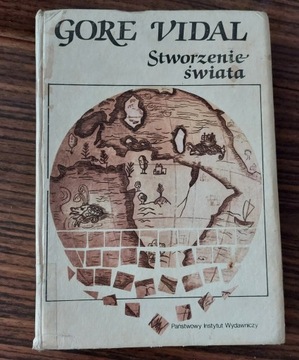 GORE VIDAL
Stworzenie
świata
Państwowy Instytut Wydawniczy